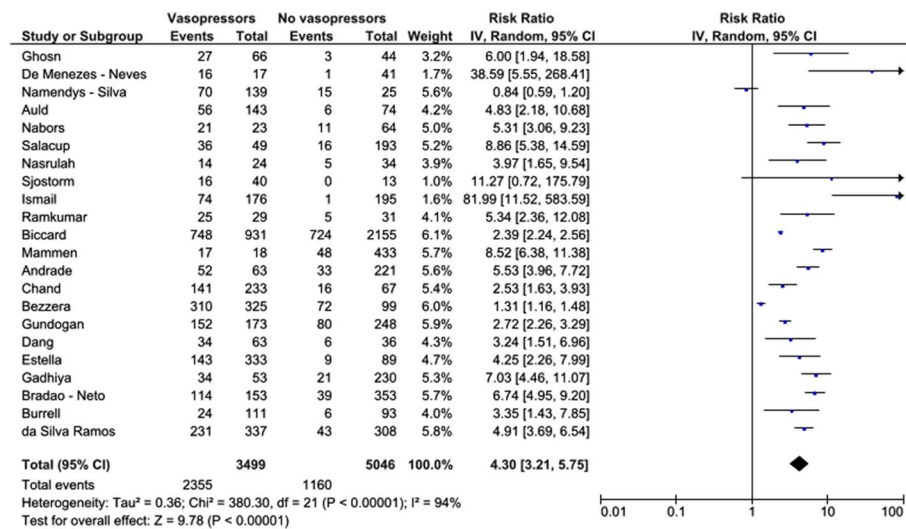 Vasopressors No vasopressors Risk Ratio Risk Ratio
Study or Subgroup Events Total Events Total Weight IV, Random, 95% CI IV, Random, 95% CI
Ghosn 27 66 3 44 3.2% 6.00 [1.94, 18.58]
De Menezes - Neves 16 17 1 41 1.7% 38.59 [5.55, 268.41]
Namendys - Silva 70 139 15 25 5.6% 0.84 [0.59, 1.20]
Auld 56 143 6 74 4.2% 4.83 [2.18, 10.68]
Nabors 21 23 11 64 5.0% 5.31 [3.06, 9.23]
Salacup 36 49 16 193 5.2% 8.86 [5.38, 14.59]
Nasrulah 14 24 5 34 3.9% 3.97 [1.65, 9.54]
Sjostorm 16 40 0 13 1.0% 11.27 [0.72, 175.79]
Ismail 74 176 1 195 1.6% 81.99 [11.52, 583.59]
Ramkumar 25 29 5 31 4.1% 5.34 [2.36, 12.08]
Biccard 748 931 724 2155 6.1% 2.39 [2.24, 2.56]
Mammen 17 18 48 433 5.7% 8.52 [6.38, 11.38]
Andrade 52 63 33 221 5.6% 5.53 [3.96, 7.72]
Chand 141 233 16 67 5.3% 2.53 [1.63, 3.93]
Bezzera 310 325 72 99 6.0% 1.31 [1.16, 1.48]
Gundogan 152 173 80 248 5.9% 2.72 [2.26, 3.29]
Dang 34 63 6 36 4.3% 3.24 [1.51, 6.96]
Estella 143 333 9 89 4.8% 4.25 [2.26, 7.99]
Gadhiya 34 53 21 230 5.3% 7.03 [4.46, 11.07]
Bradao - Neto 114 153 39 353 5.7% 6.74 [4.95, 9.20]
Burrell 24 111 6 93 4.0% 3.35 [1.43, 7.85]
da Silva Ramos 231 337 43 308 5.8% 4.91 [3.69, 6.54]
Total (95% CI) 3499 5046 100.0% 4.30 [3.21, 5.75]
Total events 2355 1160
Heterogeneity: Tau² = 0.36; Chi² = 380.30, df = 21 (P < 0.00001); I² = 94%
Test for overall effect: Z = 9.78 (P < 0.00001)
0.01 0.1 1 10 100